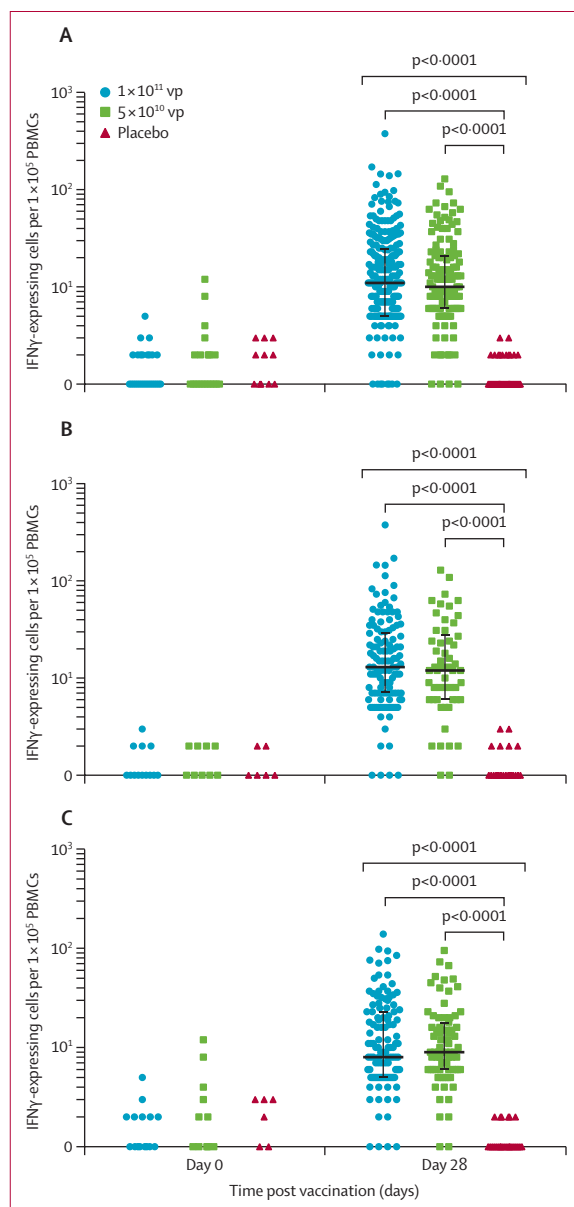 A
p<0·0001
p<0·0001
p<0·0001
1×10¹¹ vp
5×10¹⁰ vp
Placebo
IFNγ-expressing cells per 1×10⁵ PBMCs
10³
10²
10¹
0
B
p<0·0001
p<0·0001
p<0·0001
IFNγ-expressing cells per 1×10⁵ PBMCs
10³
10²
10¹
0
C
p<0·0001
p<0·0001
p<0·0001
IFNγ-expressing cells per 1×10⁵ PBMCs
10³
10²
10¹
0
Day 0 Day 28
Time post vaccination (days)